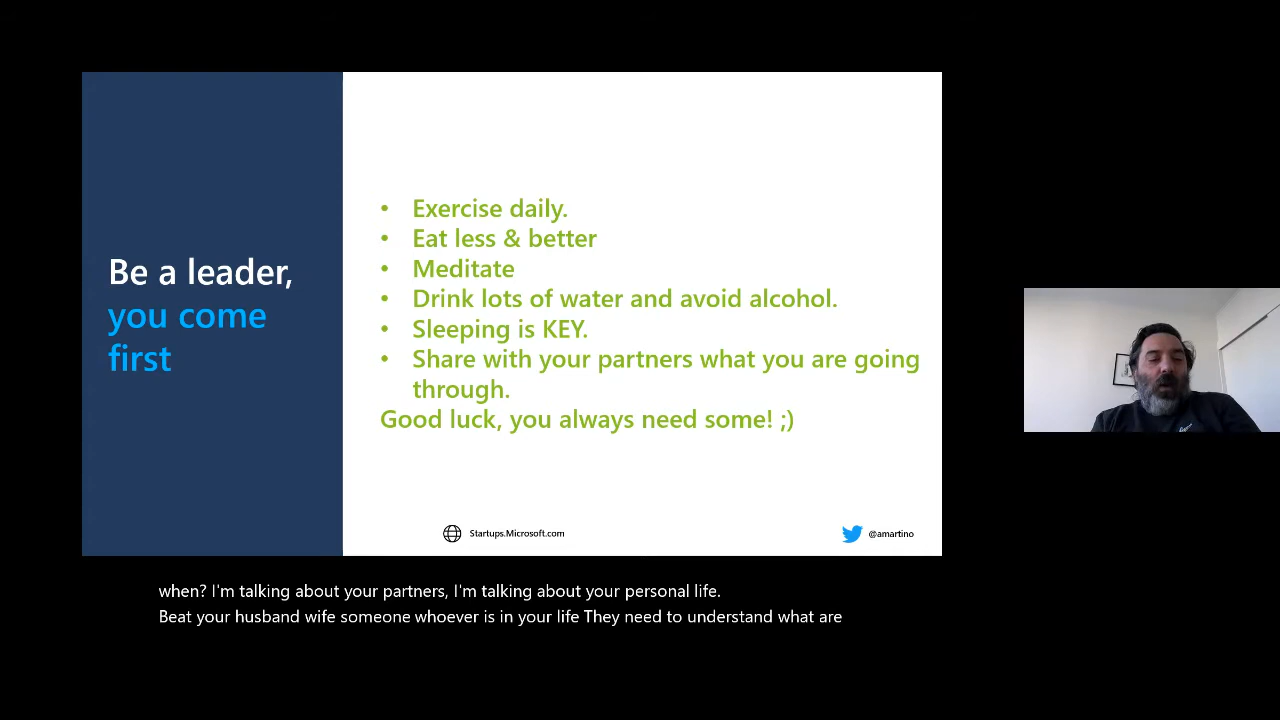 Be a leader,
you come
first
• Exercise daily.
• Eat less & better
• Meditate
• Drink lots of water and avoid alcohol.
• Sleeping is KEY.
• Share with your partners what you are going
through.
Good luck, you always need some! ;)
Startups.Microsoft.com
@amartino
when? I'm talking about your partners, I'm talking about your personal life.
Beat your husband wife someone whoever is in your life They need to understand what are